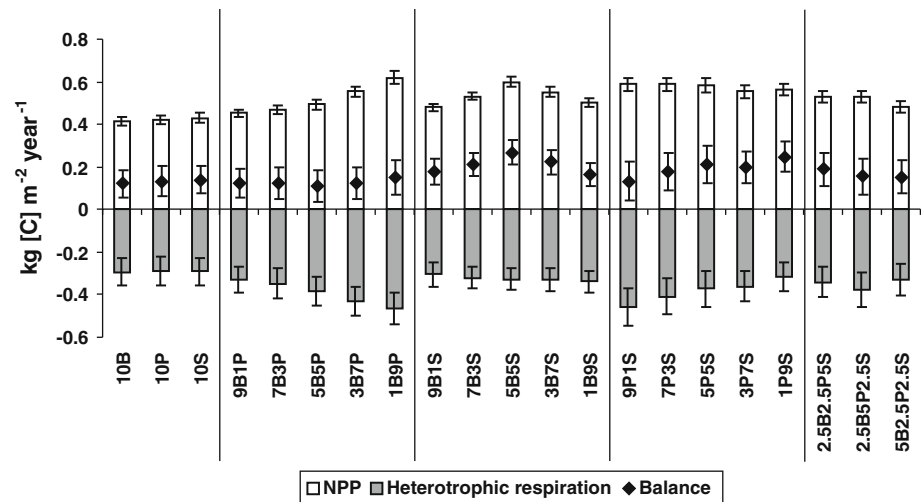 kg [C] m-2 year-1
0.8
0.6
0.4
0.2
0
-0.2
-0.4
-0.6
10B
10P
10S
9B1P
7B3P
5B5P
3B7P
1B9P
9B1S
7B3S
5B5S
3B7S
1B9S
9P1S
7P3S
5P5S
3P7S
1P9S
2.5B2.5P5S
2.5B5P2.5S
5B2.5P2.5S
NPP Heterotrophic respiration Balance